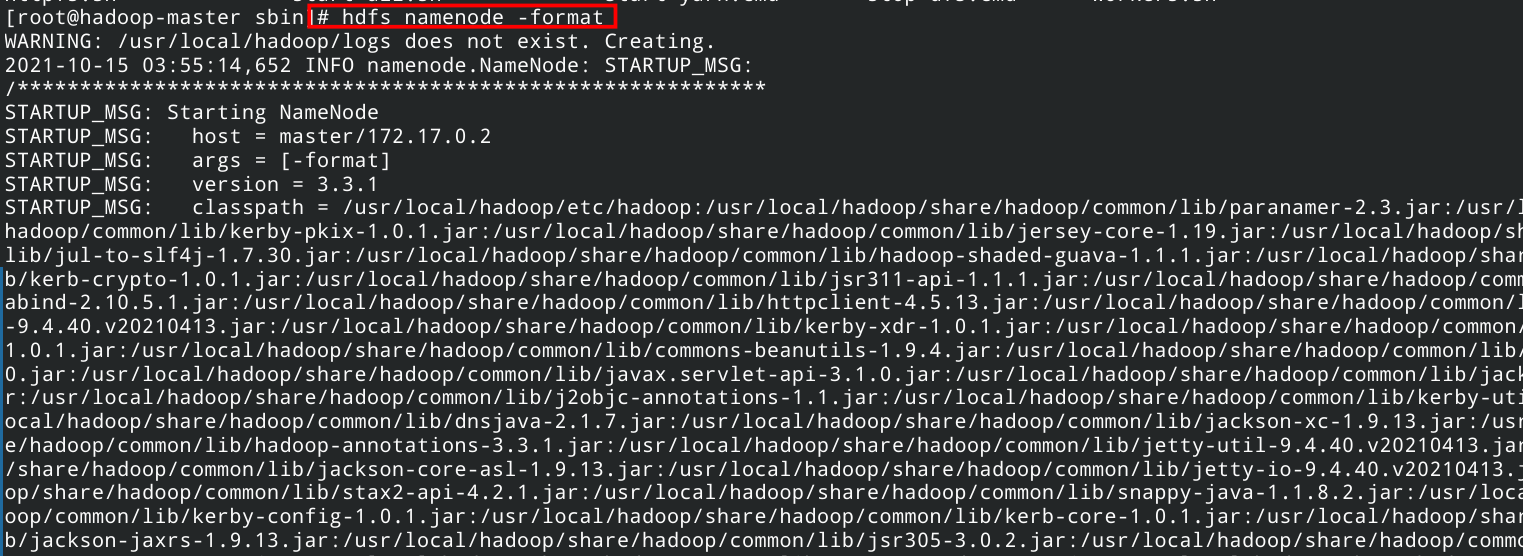 [root@hadoop-master sbin]# hdfs namenode -format
WARNING: /usr/local/hadoop/logs does not exist. Creating.
2021-10-15 03:55:14,652 INFO namenode.NameNode: STARTUP_MSG:
/************************************************************
STARTUP_MSG: Starting NameNode
STARTUP_MSG:   host = master/172.17.0.2
STARTUP_MSG:   args = [-format]
STARTUP_MSG:   version = 3.3.1
STARTUP_MSG:   classpath = /usr/local/hadoop/etc/hadoop:/usr/local/hadoop/share/hadoop/common/lib/paranamer-2.3.jar:/usr/l
hadoop/common/lib/kerby-pkix-1.0.1.jar:/usr/local/hadoop/share/hadoop/common/lib/jersey-core-1.19.jar:/usr/local/hadoop/sh
lib/jul-to-slf4j-1.7.30.jar:/usr/local/hadoop/share/hadoop/common/lib/hadoop-shaded-guava-1.1.1.jar:/usr/local/hadoop/shar
b/kerb-crypto-1.0.1.jar:/usr/local/hadoop/share/hadoop/common/lib/jsr311-api-1.1.1.jar:/usr/local/hadoop/share/hadoop/comm
abind-2.10.5.1.jar:/usr/local/hadoop/share/hadoop/common/lib/httpclient-4.5.13.jar:/usr/local/hadoop/share/hadoop/common/l
-9.4.40.v20210413.jar:/usr/local/hadoop/share/hadoop/common/lib/kerby-xdr-1.0.1.jar:/usr/local/hadoop/share/hadoop/common/
1.0.1.jar:/usr/local/hadoop/share/hadoop/common/lib/commons-beanutils-1.9.4.jar:/usr/local/hadoop/share/hadoop/common/lib/
0.jar:/usr/local/hadoop/share/hadoop/common/lib/javax.servlet-api-3.1.0.jar:/usr/local/hadoop/share/hadoop/common/lib/jack
r:/usr/local/hadoop/share/hadoop/common/lib/j2objc-annotations-1.1.jar:/usr/local/hadoop/share/hadoop/common/lib/kerby-uti
ocal/hadoop/share/hadoop/common/lib/dnsjava-2.1.7.jar:/usr/local/hadoop/share/hadoop/common/lib/jackson-xc-1.9.13.jar:/usr
e/hadoop/common/lib/hadoop-annotations-3.3.1.jar:/usr/local/hadoop/share/hadoop/common/lib/jetty-util-9.4.40.v20210413.jar
/share/hadoop/common/lib/jackson-core-asl-1.9.13.jar:/usr/local/hadoop/share/hadoop/common/lib/jetty-io-9.4.40.v20210413.j
op/share/hadoop/common/lib/stax2-api-4.2.1.jar:/usr/local/hadoop/share/hadoop/common/lib/snappy-java-1.1.8.2.jar:/usr/loca
oop/common/lib/kerby-config-1.0.1.jar:/usr/local/hadoop/share/hadoop/common/lib/kerb-core-1.0.1.jar:/usr/local/hadoop/shar
b/jackson-jaxrs-1.9.13.jar:/usr/local/hadoop/share/hadoop/common/lib/jsr305-3.0.2.jar:/usr/local/hadoop/share/hadoop/commo